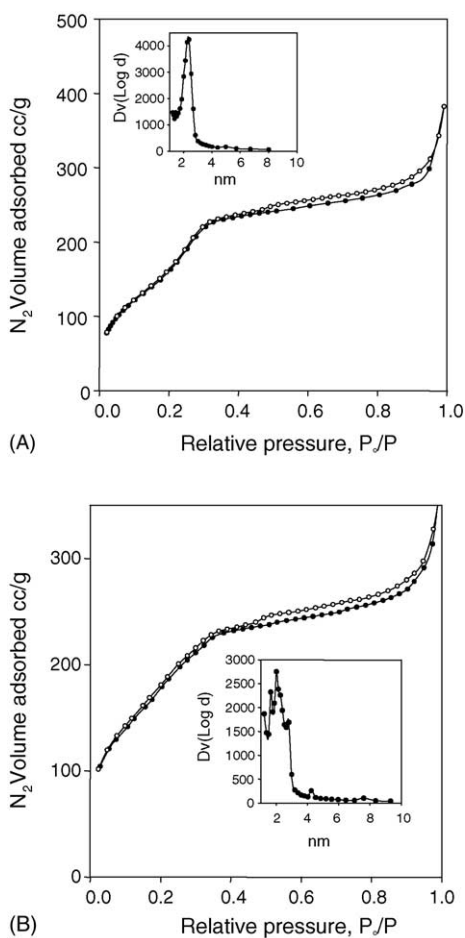 500
400
300
200
100
0
N₂ Volume adsorbed cc/g
4000
3000
2000
1000
0
Dv(Log d)
2 4 6 8 10
nm
0.0 0.2 0.4 0.6 0.8 1.0
(A)
Relative pressure, P₀/P
300
200
100
0
N₂ Volume adsorbed cc/g
3000
2500
2000
1500
1000
500
0
Dv(Log d)
2 4 6 8 10
nm
0.0 0.2 0.4 0.6 0.8 1.0
(B)
Relative pressure, P₀/P